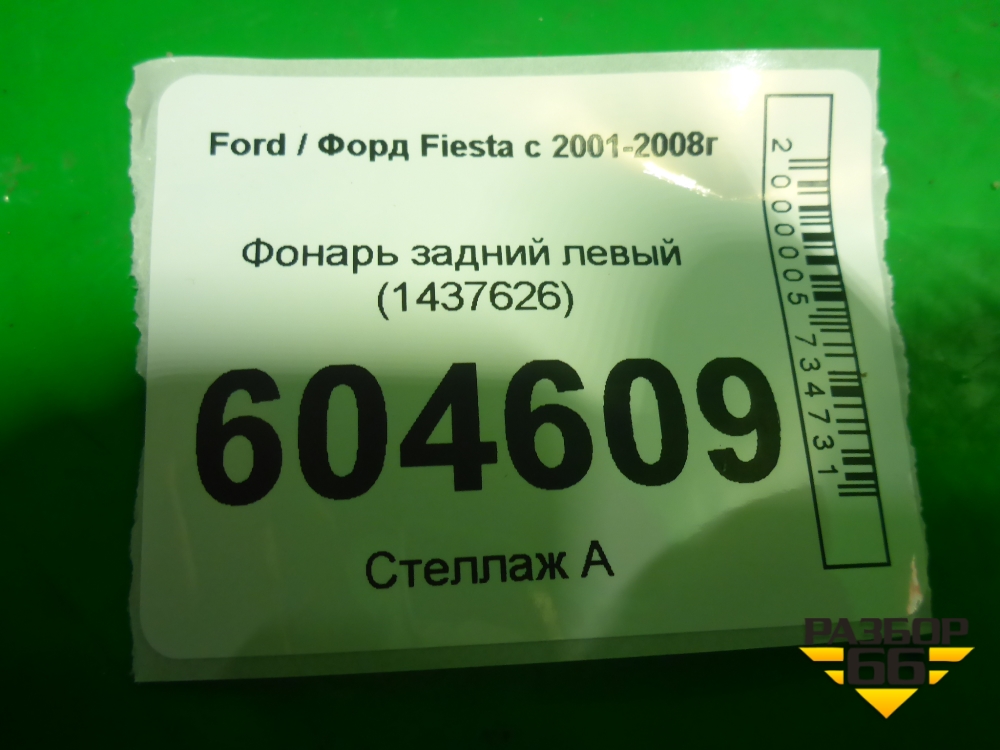 Ford / Форд Fiesta с 2001-2008г
Фонарь задний левый
(1437626)
604609
Стеллаж А
2000005734731
РАЗБОР
66